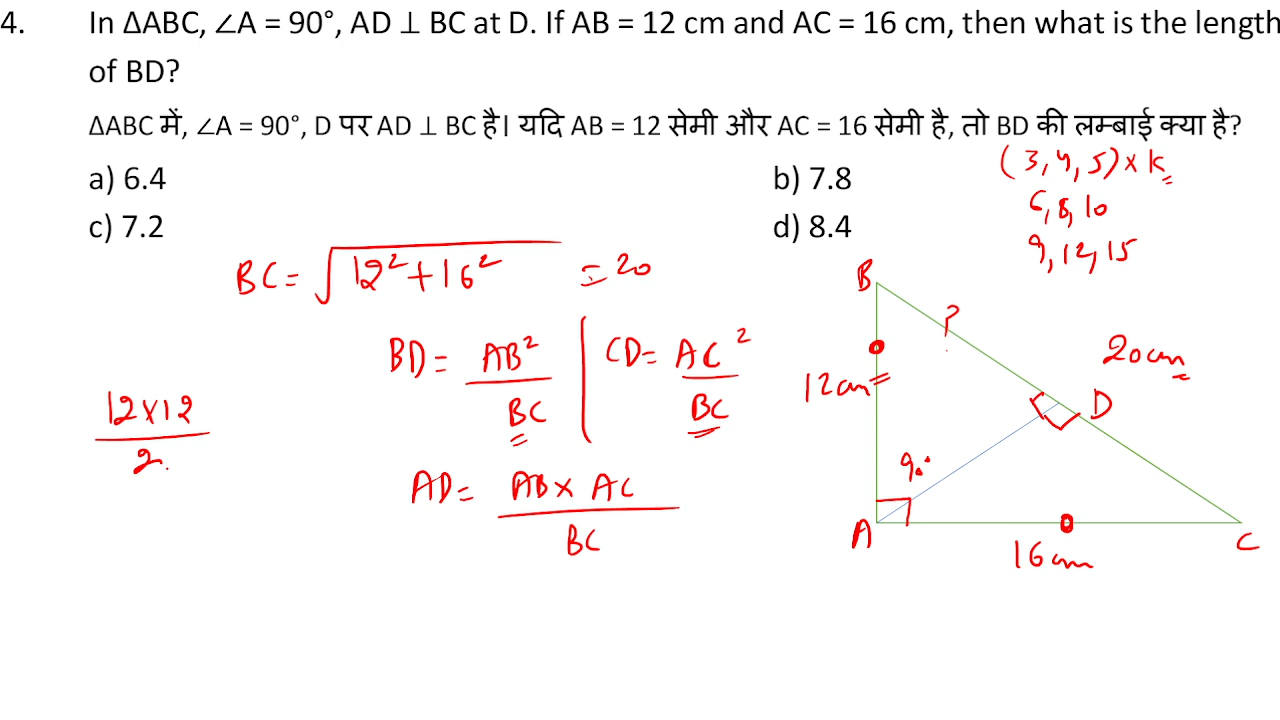 4. In ΔABC, ∠A = 90°, AD ⊥ BC at D. If AB = 12 cm and AC = 16 cm, then what is the length
of BD?
ΔABC में, ∠A = 90°, D पर AD ⊥ BC है। यदि AB = 12 सेमी और AC = 16 सेमी है, तो BD की लम्बाई क्या है?
(3, 4, 5) × k
a) 6.4 b) 7.8
6, 8, 10
c) 7.2 d) 8.4
9, 12, 15
BC = √12² + 16² = 20
B
?
BD = AB² / BC | CD = AC² / BC
20cm
12cm
D
12×12 / 2
90°
AD = AB × AC / BC
A
C
16cm